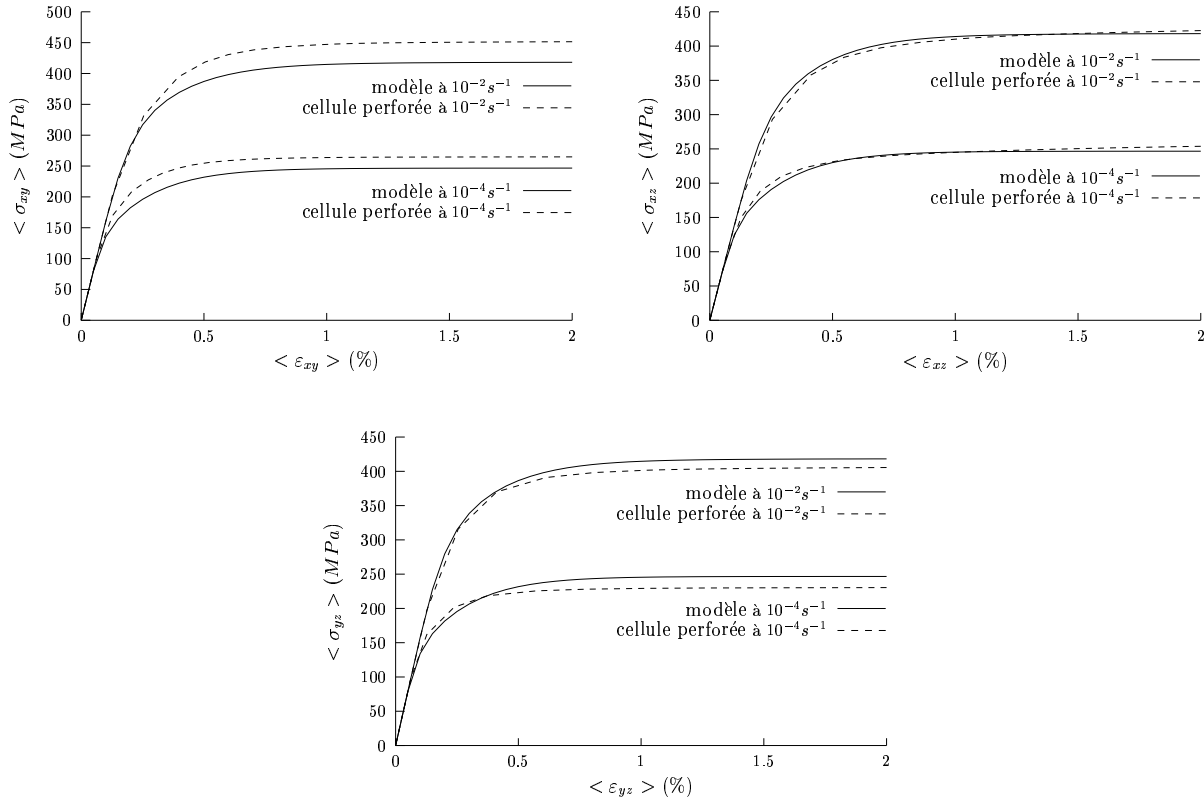 500
450
400
350
300
250
200
150
100
50
0
0 0.5 1 1.5 2
< σxy > (MPa)
< εxy > (%)
modèle à 10−2s−1
cellule perforée à 10−2s−1
modèle à 10−4s−1
cellule perforée à 10−4s−1
450
400
350
300
250
200
150
100
50
0
0 0.5 1 1.5 2
< σxz > (MPa)
< εxz > (%)
modèle à 10−2s−1
cellule perforée à 10−2s−1
modèle à 10−4s−1
cellule perforée à 10−4s−1
450
400
350
300
250
200
150
100
50
0
0 0.5 1 1.5 2
< σyz > (MPa)
< εyz > (%)
modèle à 10−2s−1
cellule perforée à 10−2s−1
modèle à 10−4s−1
cellule perforée à 10−4s−1